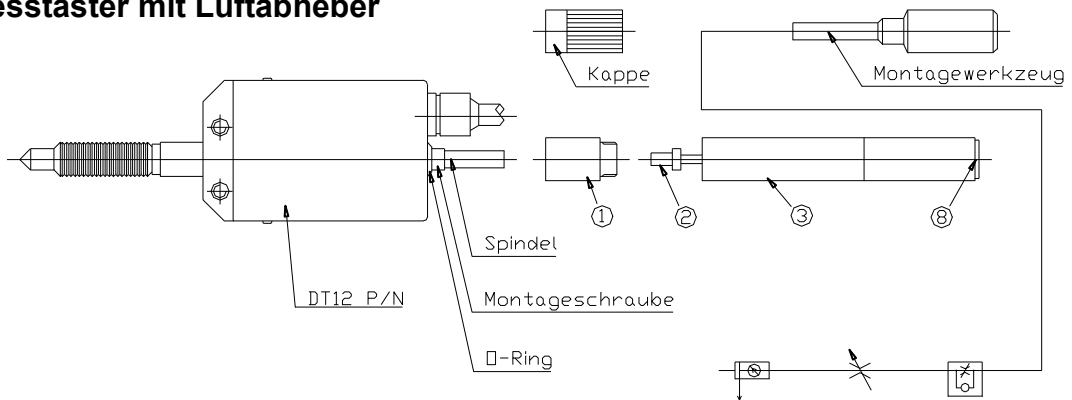 esstaster mit Luftabheber
Kappe
Montagewerkzeug
1
2
3
8
Spindel
DT12 P/N
Montageschraube
O-Ring